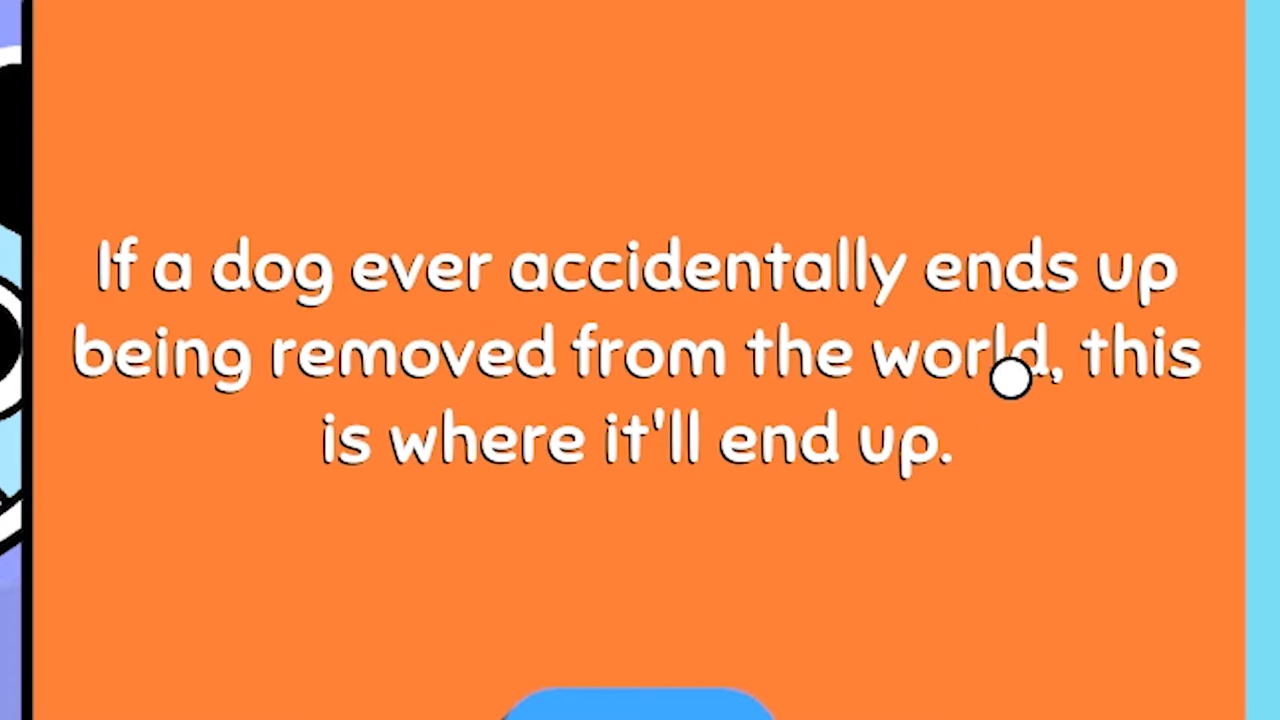 If a dog ever accidentally ends up
being removed from the world, this
is where it'll end up.